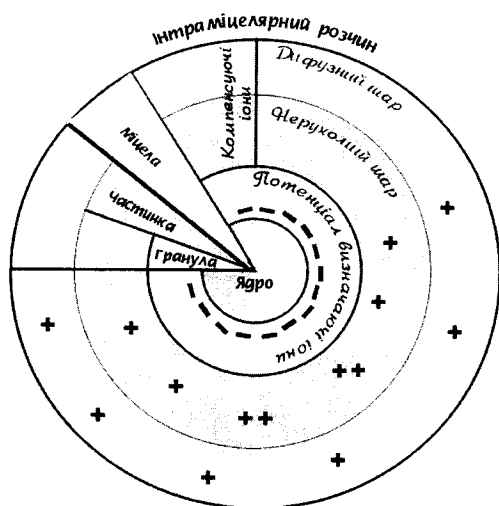 Інтраміцелярний розчин
Дифузний шар
Нерухомий шар
Компенсуючі
іони
Потенціал визначаючі іони
міцела
частинка
гранула
Ядро